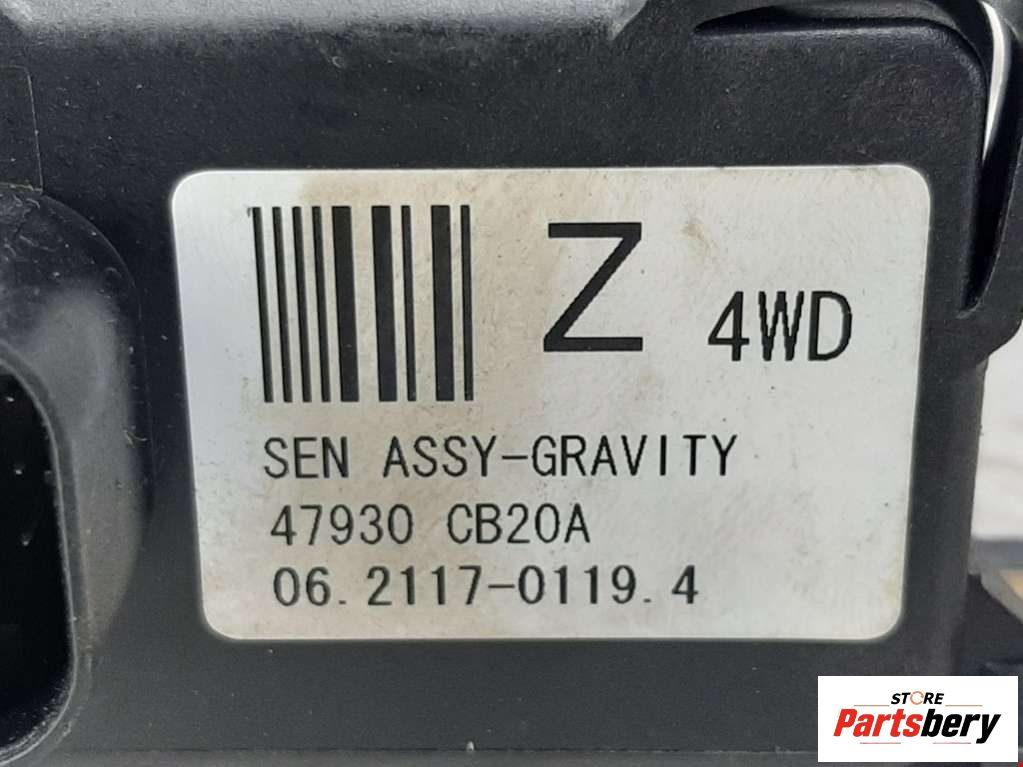 Z 4WD
SEN ASSY-GRAVITY
47930 CB20A
06.2117-0119.4
STORE
Partsbery